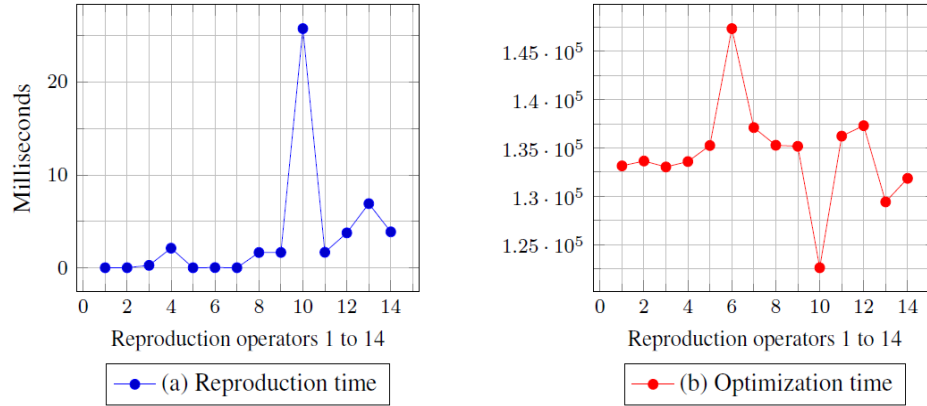 Milliseconds
20
10
0
0 2 4 6 8 10 12 14
Reproduction operators 1 to 14
(a) Reproduction time
1.45 · 10^5
1.4 · 10^5
1.35 · 10^5
1.3 · 10^5
1.25 · 10^5
0 2 4 6 8 10 12 14
Reproduction operators 1 to 14
(b) Optimization time